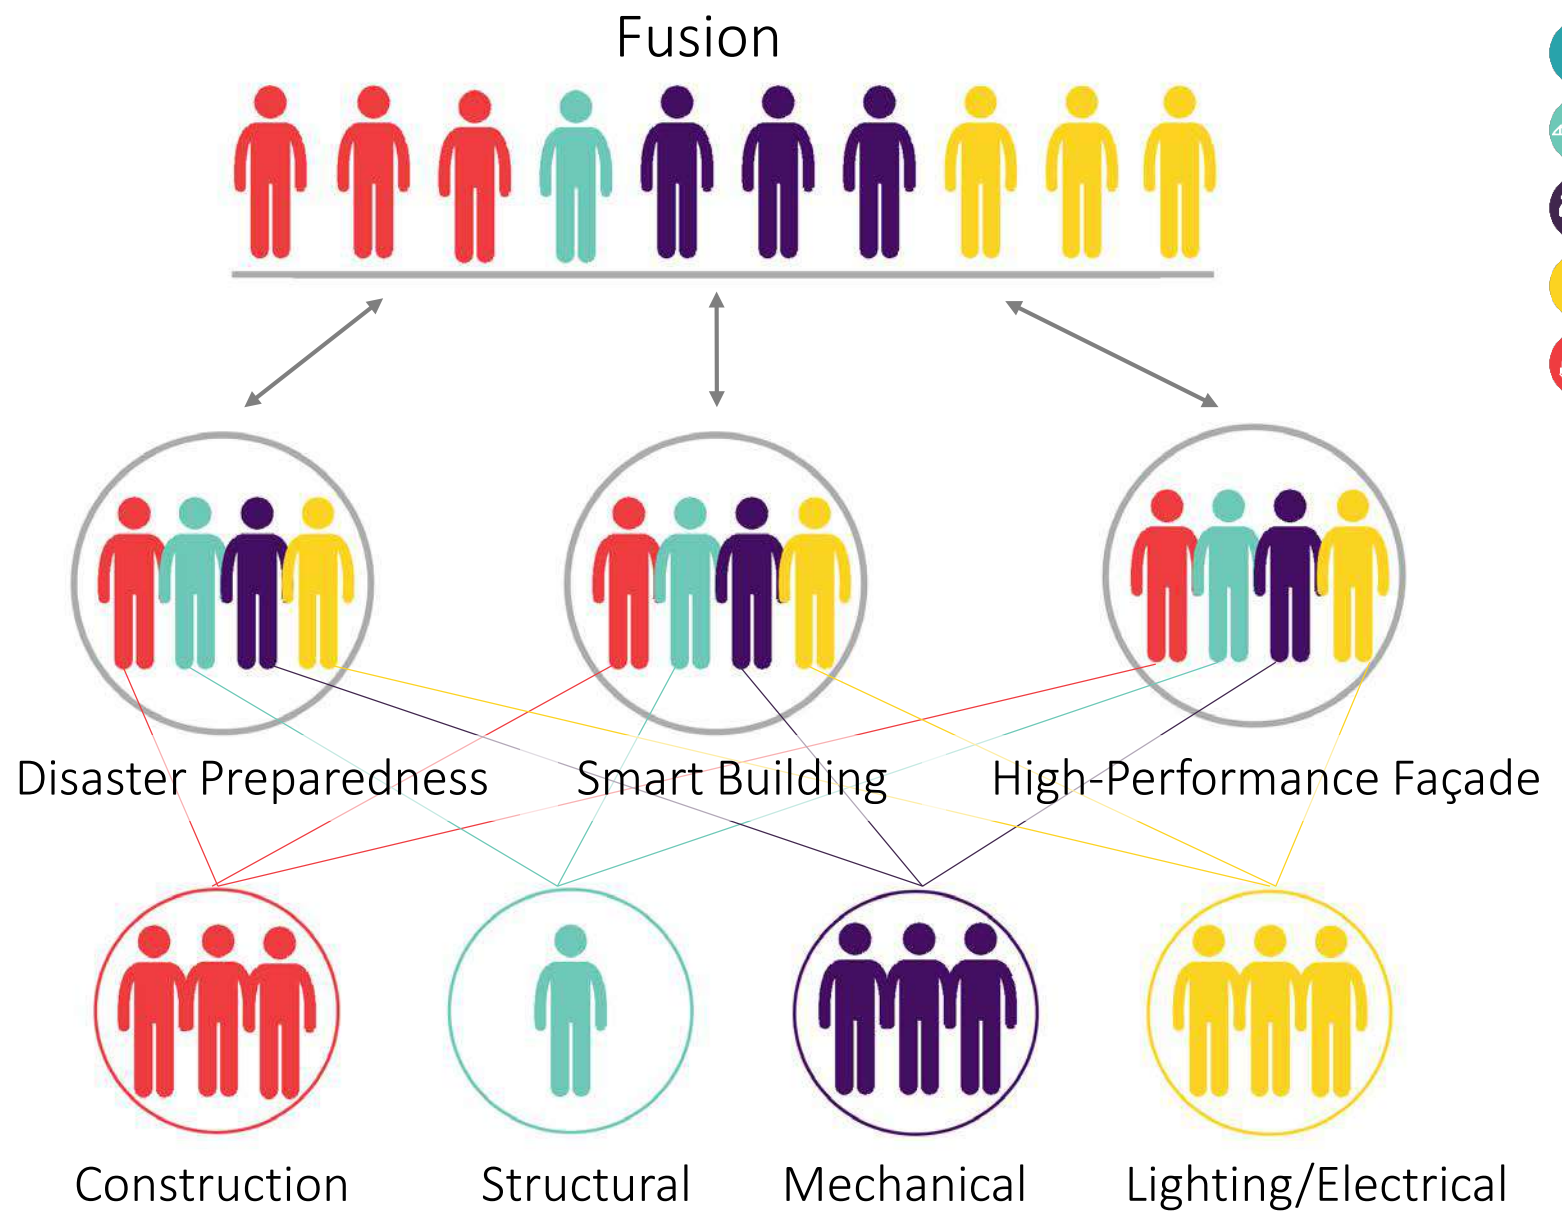 Fusion
Disaster Preparedness
Smart Building
High-Performance Façade
Construction
Structural
Mechanical
Lighting/Electrical